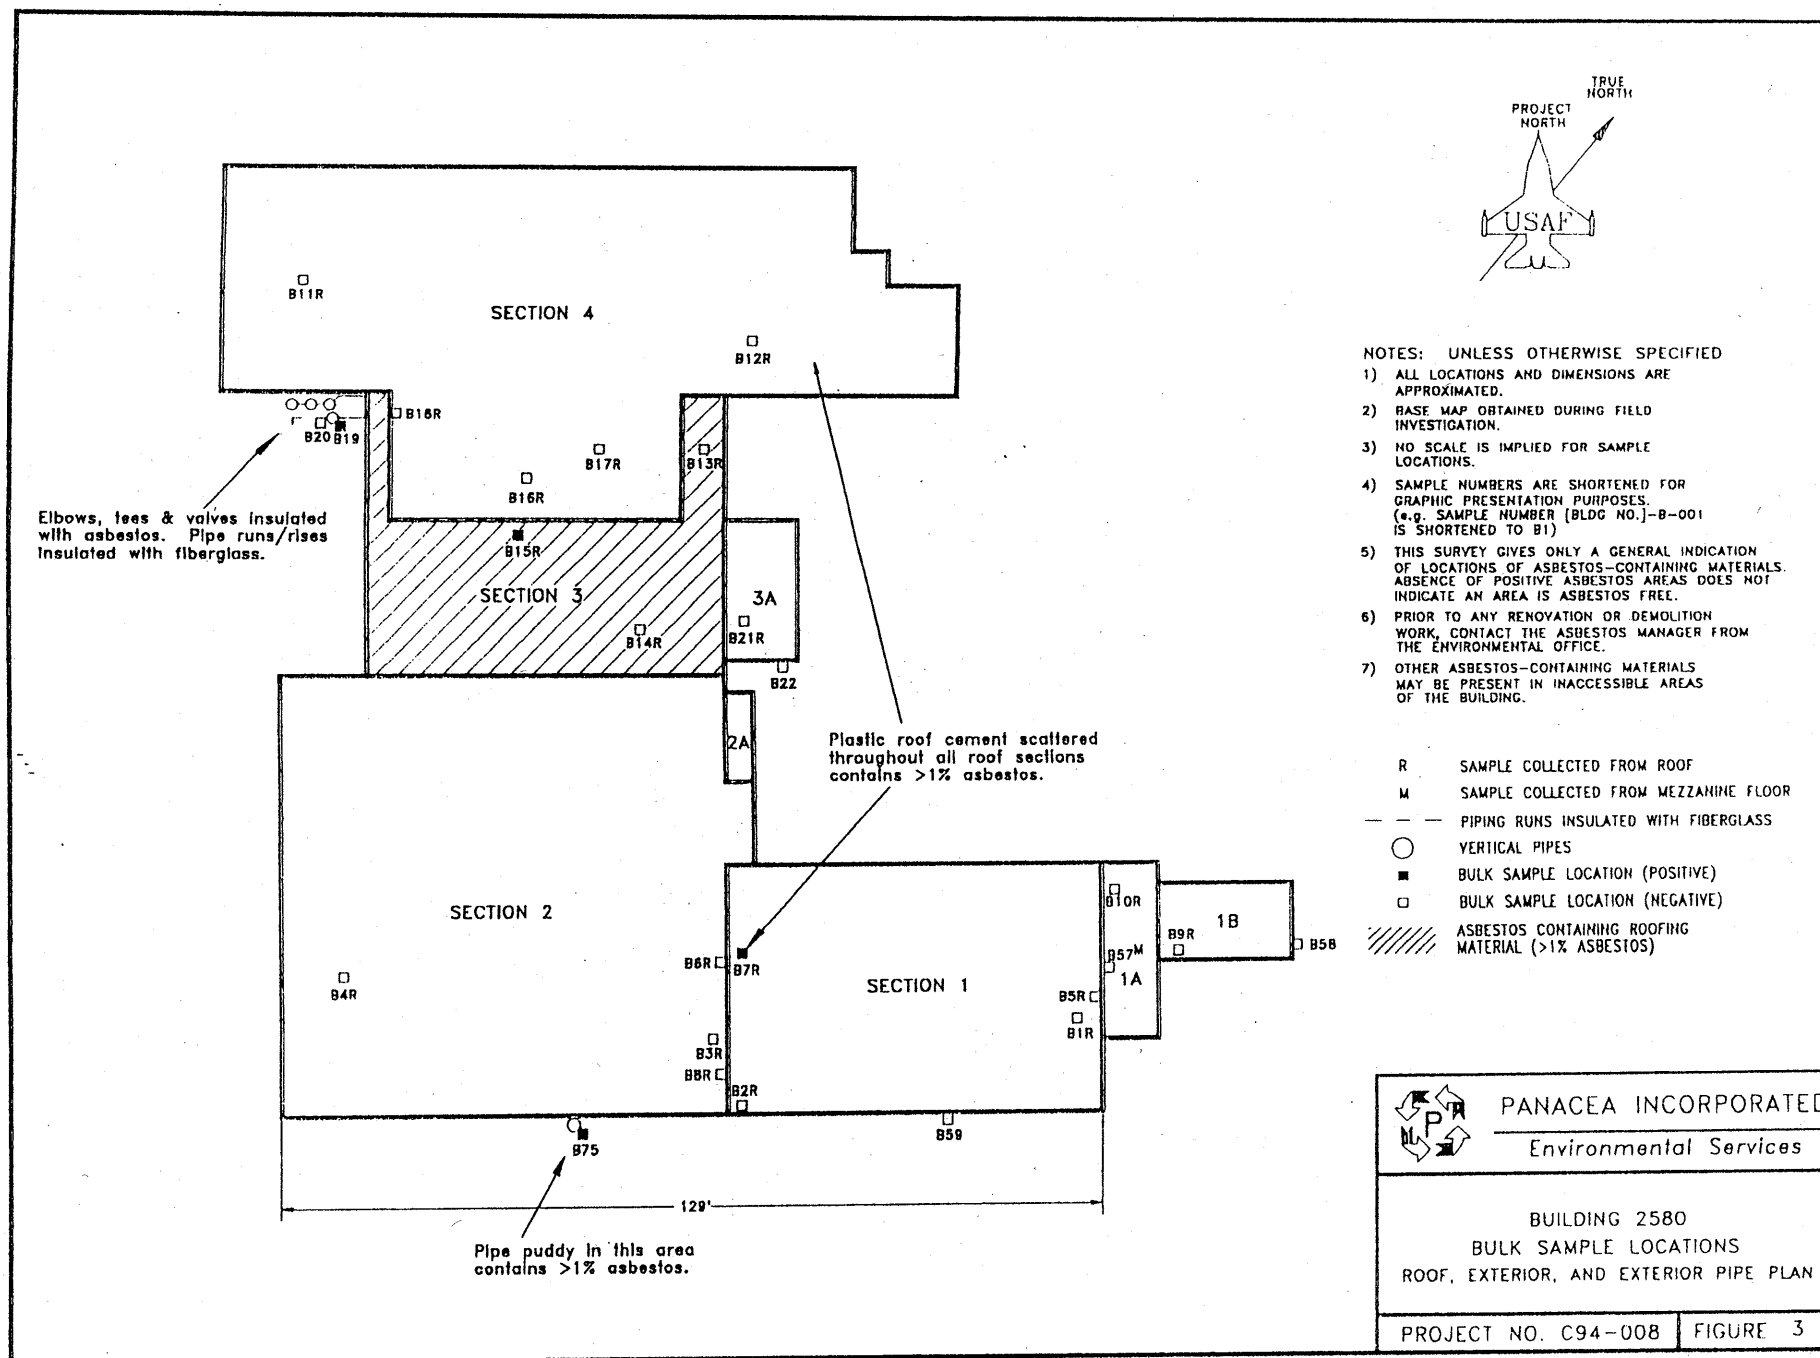 TRUE
NORTH
PROJECT
NORTH
USAF
B11R
SECTION 4
B12R
B18R
B20
B19
B17R
B13R
B16R
Elbows, tees & valves insulated
with asbestos. Pipe runs/rises
insulated with fiberglass.
B15R
SECTION 3
3A
B14R
B21R
B22
2A
Plastic roof cement scattered
throughout all roof sections
contains >1% asbestos.
SECTION 2
B10R
1B
B9R
B58
B6R
B7R
B57M
1A
B4R
SECTION 1
B5R
B1R
B3R
B8R
B2R
B75
B59
129'
Pipe puddy in this area
contains >1% asbestos.
NOTES: UNLESS OTHERWISE SPECIFIED
1) ALL LOCATIONS AND DIMENSIONS ARE
APPROXIMATED.
2) BASE MAP OBTAINED DURING FIELD
INVESTIGATION.
3) NO SCALE IS IMPLIED FOR SAMPLE
LOCATIONS.
4) SAMPLE NUMBERS ARE SHORTENED FOR
GRAPHIC PRESENTATION PURPOSES.
(e.g. SAMPLE NUMBER [BLDG NO.]-B-001
IS SHORTENED TO B1)
5) THIS SURVEY GIVES ONLY A GENERAL INDICATION
OF LOCATIONS OF ASBESTOS-CONTAINING MATERIALS.
ABSENCE OF POSITIVE ASBESTOS AREAS DOES NOT
INDICATE AN AREA IS ASBESTOS FREE.
6) PRIOR TO ANY RENOVATION OR DEMOLITION
WORK, CONTACT THE ASBESTOS MANAGER FROM
THE ENVIRONMENTAL OFFICE.
7) OTHER ASBESTOS-CONTAINING MATERIALS
MAY BE PRESENT IN INACCESSIBLE AREAS
OF THE BUILDING.
R SAMPLE COLLECTED FROM ROOF
M SAMPLE COLLECTED FROM MEZZANINE FLOOR
PIPING RUNS INSULATED WITH FIBERGLASS
VERTICAL PIPES
BULK SAMPLE LOCATION (POSITIVE)
BULK SAMPLE LOCATION (NEGATIVE)
ASBESTOS CONTAINING ROOFING
MATERIAL (>1% ASBESTOS)
P
PANACEA INCORPORATED
Environmental Services
BUILDING 2580
BULK SAMPLE LOCATIONS
ROOF, EXTERIOR, AND EXTERIOR PIPE PLAN
PROJECT NO. C94-008
FIGURE 3